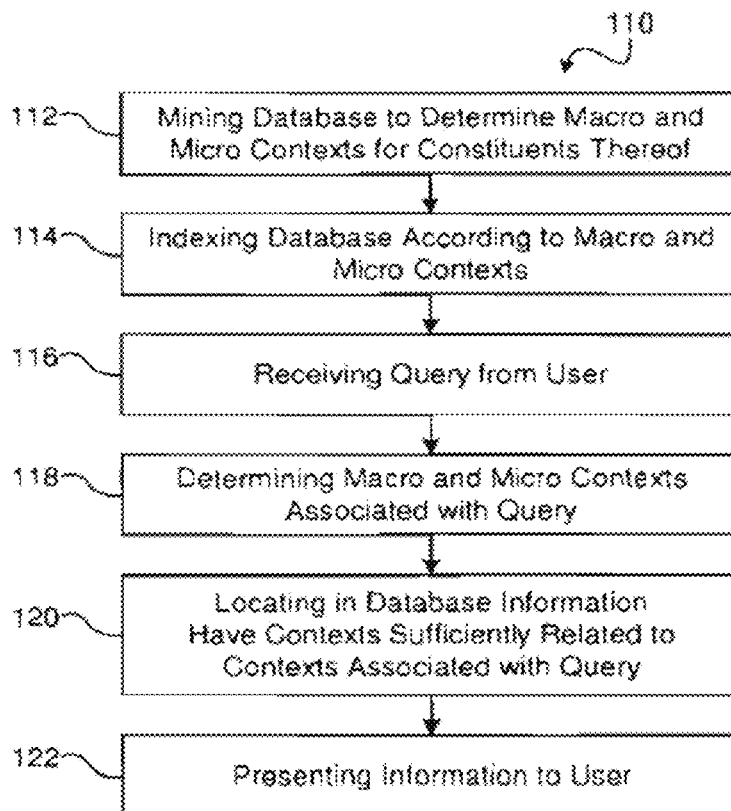 110
112
Mining Database to Determine Macro and
Micro Contexts for Constituents Thereof
114
Indexing Database According to Macro and
Micro Contexts
116
Receiving Query from User
118
Determining Macro and Micro Contexts
Associated with Query
120
Locating in Database Information
Have Contexts Sufficiently Related to
Contexts Associated with Query
122
Presenting Information to User